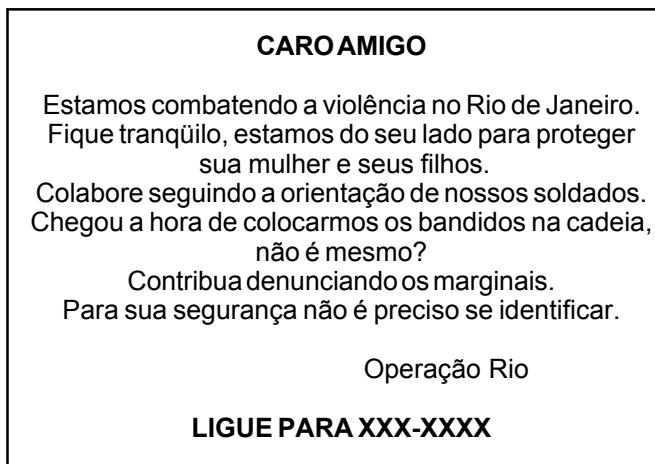 CARO AMIGO
Estamos combatendo a violência no Rio de Janeiro.
Fique tranqüilo, estamos do seu lado para proteger
sua mulher e seus filhos.
Colabore seguindo a orientação de nossos soldados.
Chegou a hora de colocarmos os bandidos na cadeia,
não é mesmo?
Contribua denunciando os marginais.
Para sua segurança não é preciso se identificar.
Operação Rio
LIGUE PARA XXX-XXXX